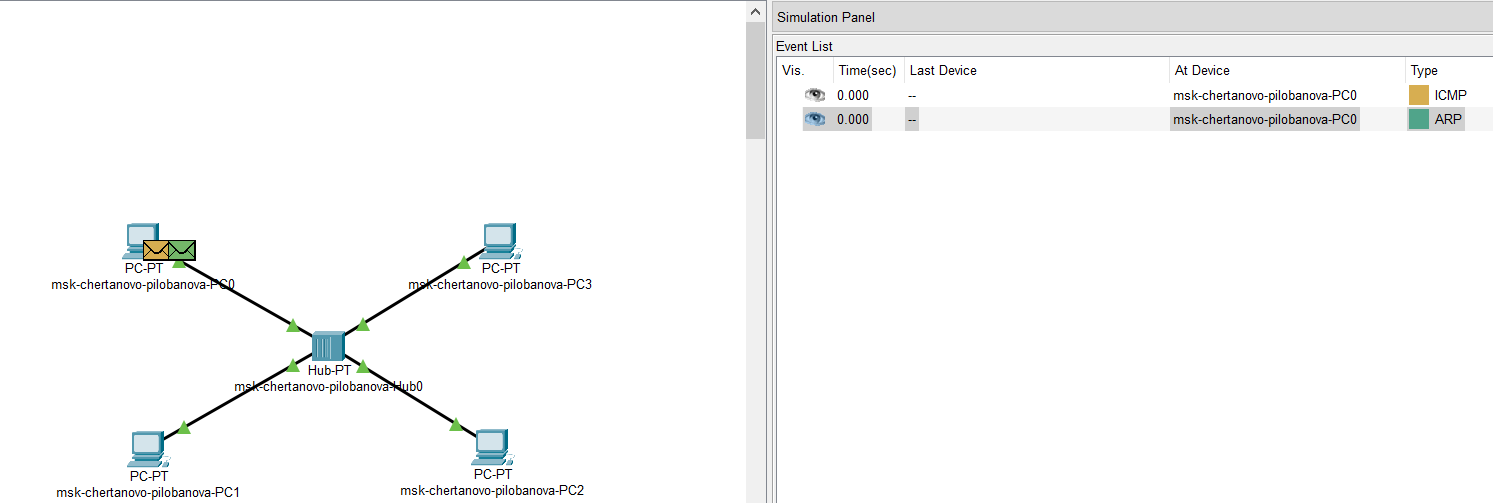 Simulation Panel
Event List
Vis. Time(sec) Last Device At Device Type
0.000 -- msk-chertanovo-pilobanova-PC0 ICMP
0.000 -- msk-chertanovo-pilobanova-PC0 ARP
PC-PT
msk-chertanovo-pilobanova-PC0
PC-PT
msk-chertanovo-pilobanova-PC3
Hub-PT
msk-chertanovo-pilobanova-Hub0
PC-PT
msk-chertanovo-pilobanova-PC1
PC-PT
msk-chertanovo-pilobanova-PC2